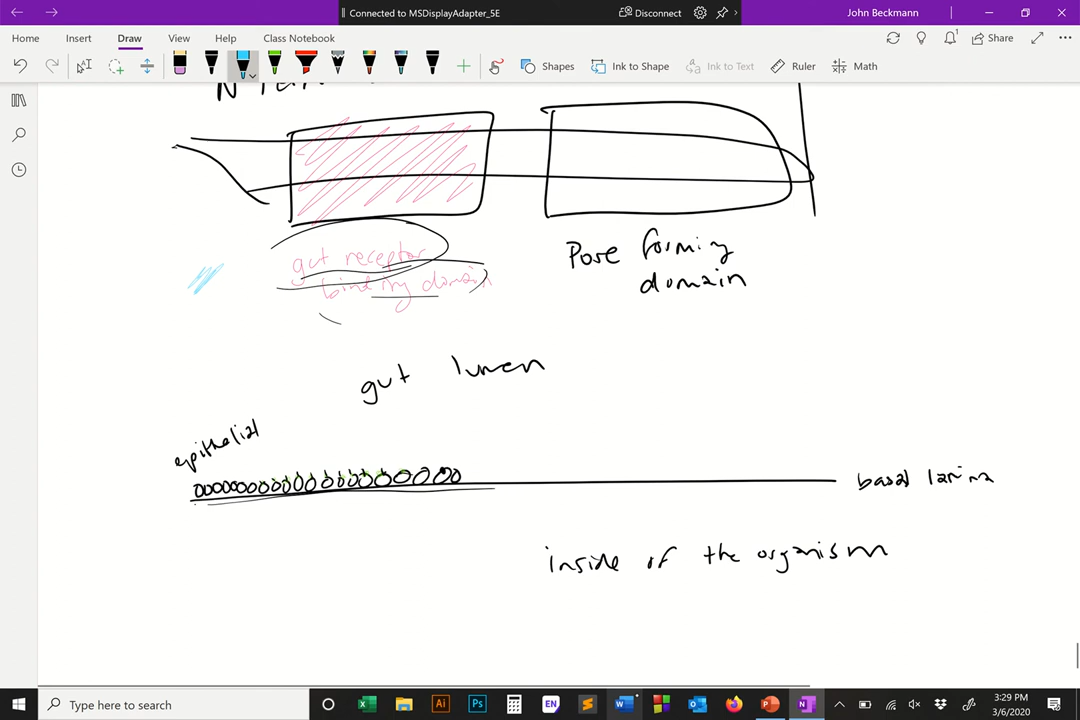 Connected to MSDisplayAdapter_5E
Disconnect
John Beckmann
Home
Insert
Draw
View
Help
Class Notebook
Share
Shapes
Ink to Shape
Ink to Text
Ruler
Math
gut receptor
binding domain
Pore forming
domain
gut lumen
epithelial
basal lamina
inside of the organism
Type here to search
EN
3:29 PM
3/6/2020